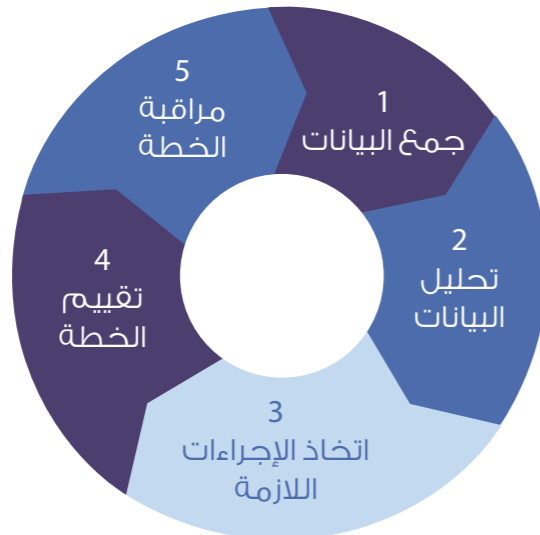 1
جمع البيانات
2
تحليل
البيانات
3
اتخاذ الإجراءات
اللازمة
4
تقييم
الخطة
5
مراقبة
الخطة